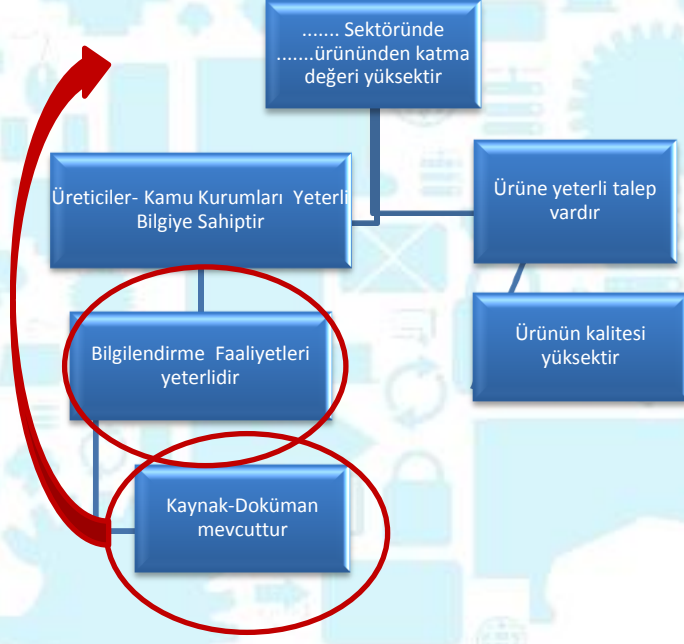 ....... Sektöründe
.......ürününden katma
değeri yüksektir
Üreticiler- Kamu Kurumları Yeterli
Bilgiye Sahiptir
Ürüne yeterli talep
vardır
Bilgilendirme Faaliyetleri
yeterlidir
Ürünün kalitesi
yüksektir
Kaynak-Doküman
mevcuttur